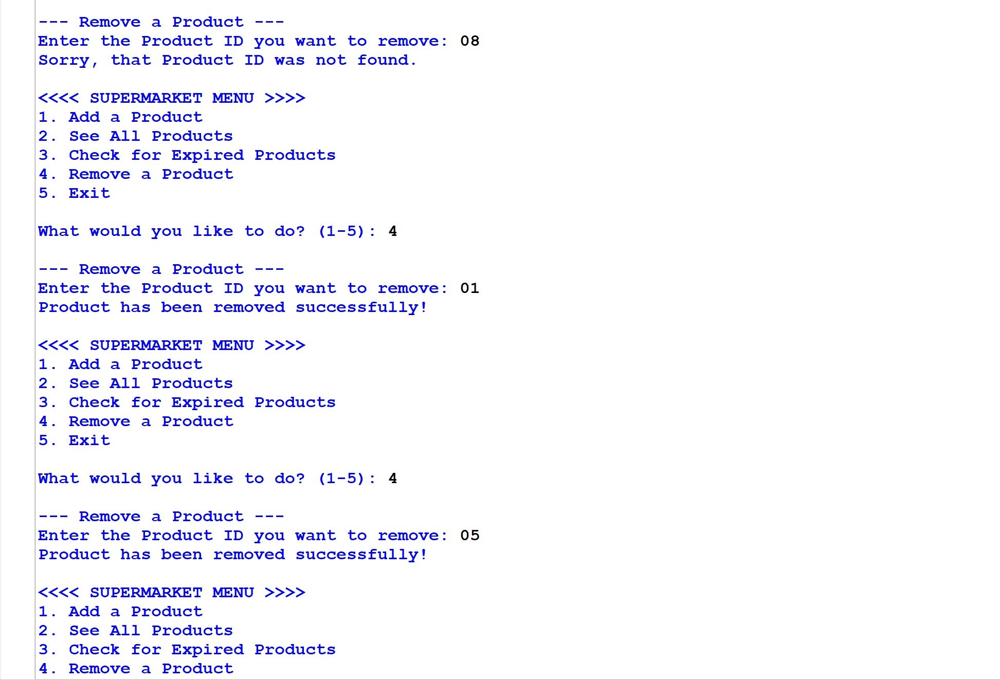 --- Remove a Product ---
Enter the Product ID you want to remove: 08
Sorry, that Product ID was not found.
<<<< SUPERMARKET MENU >>>>
1. Add a Product
2. See All Products
3. Check for Expired Products
4. Remove a Product
5. Exit
What would you like to do? (1-5): 4
--- Remove a Product ---
Enter the Product ID you want to remove: 01
Product has been removed successfully!
<<<< SUPERMARKET MENU >>>>
1. Add a Product
2. See All Products
3. Check for Expired Products
4. Remove a Product
5. Exit
What would you like to do? (1-5): 4
--- Remove a Product ---
Enter the Product ID you want to remove: 05
Product has been removed successfully!
<<<< SUPERMARKET MENU >>>>
1. Add a Product
2. See All Products
3. Check for Expired Products
4. Remove a Product